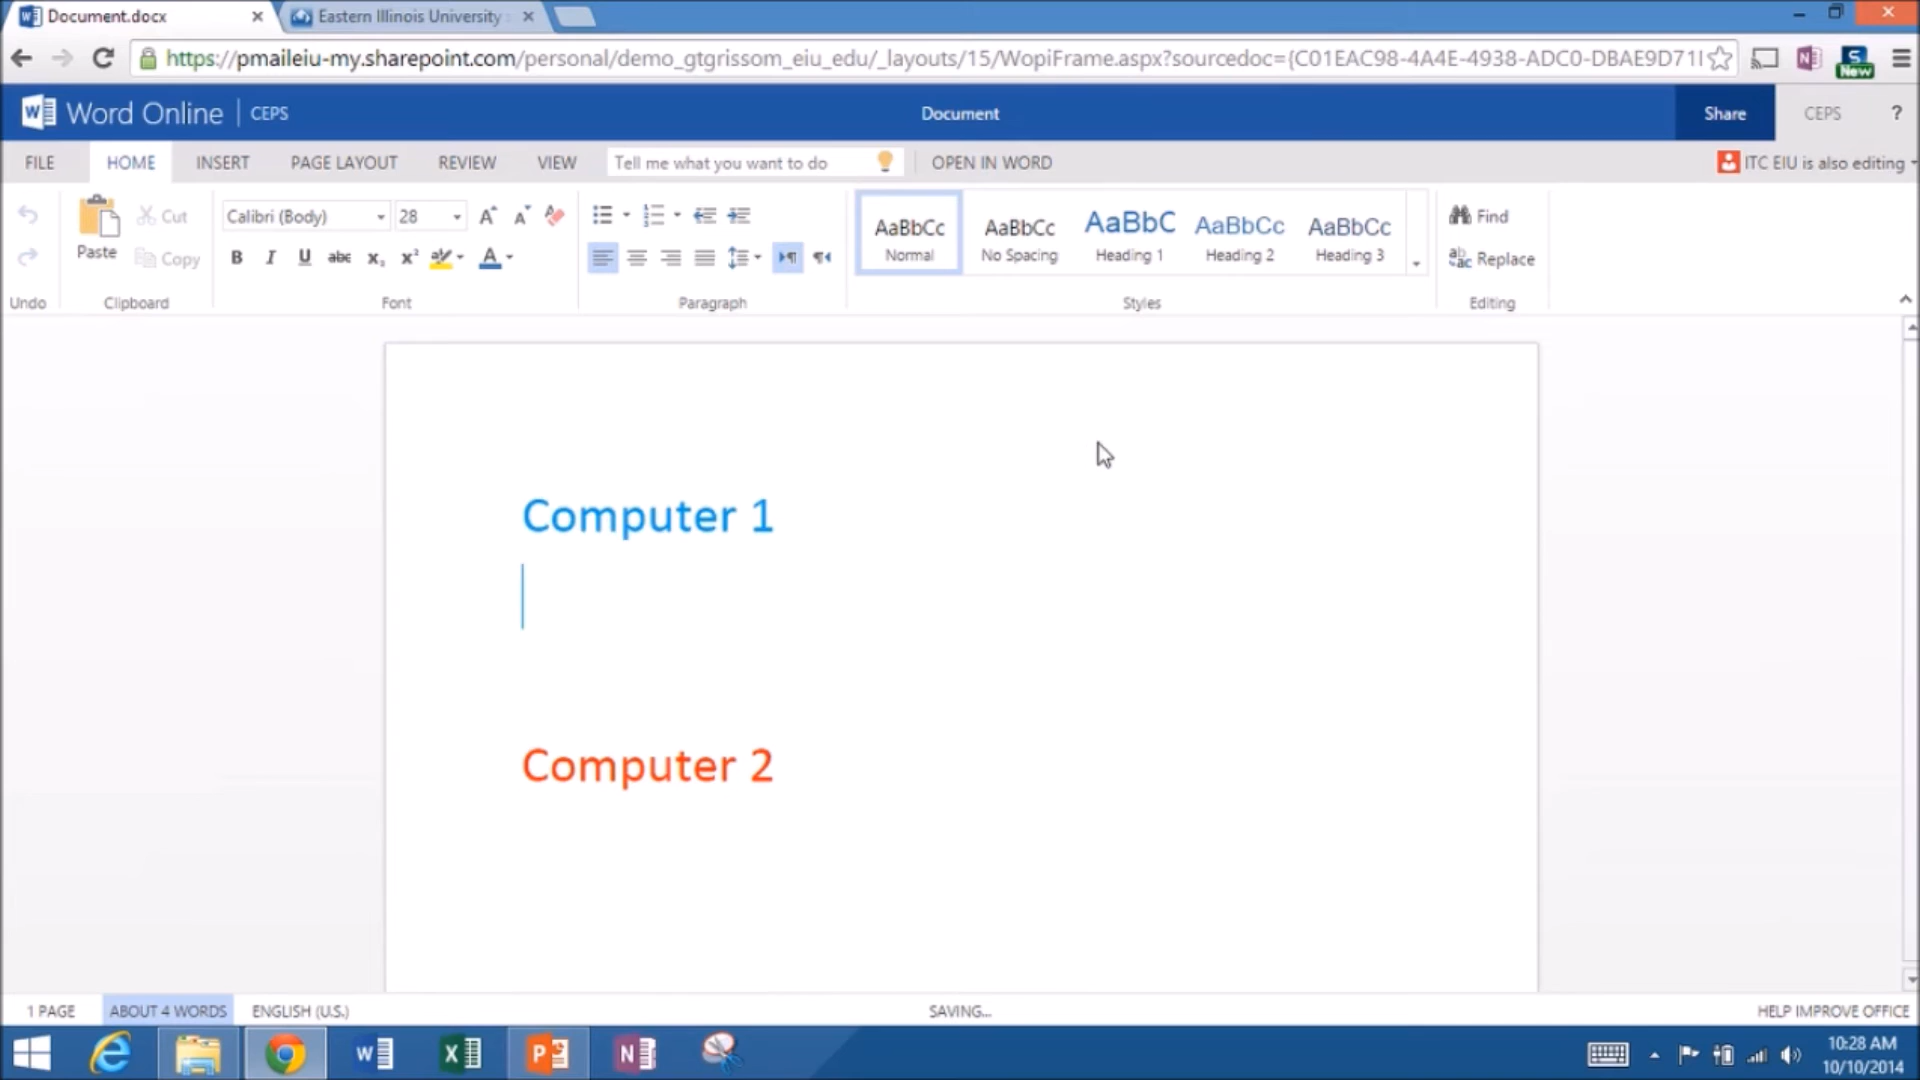 Document.docx
Eastern Illinois University
https://pmaileiu-my.sharepoint.com/personal/demo_gtgrissom_eiu_edu/_layouts/15/WopiFrame.aspx?sourcedoc={C01EAC98-4A4E-4938-ADC0-DBAE9D71
New
Word Online CEPS
Document
Share
CEPS
?
FILE
HOME
INSERT
PAGE LAYOUT
REVIEW
VIEW
Tell me what you want to do
OPEN IN WORD
ITC EIU is also editing
Paste
Cut
Copy
Calibri (Body)
28
AaBbCc
Normal
AaBbCc
No Spacing
AaBbC
Heading 1
AaBbCc
Heading 2
AaBbCc
Heading 3
Find
Replace
B I U abc x₂ x² ab A
Undo
Clipboard
Font
Paragraph
Styles
Editing
Computer 1
Computer 2
1 PAGE
ABOUT 4 WORDS
ENGLISH (U.S.)
SAVING...
HELP IMPROVE OFFICE
10:28 AM
10/10/2014